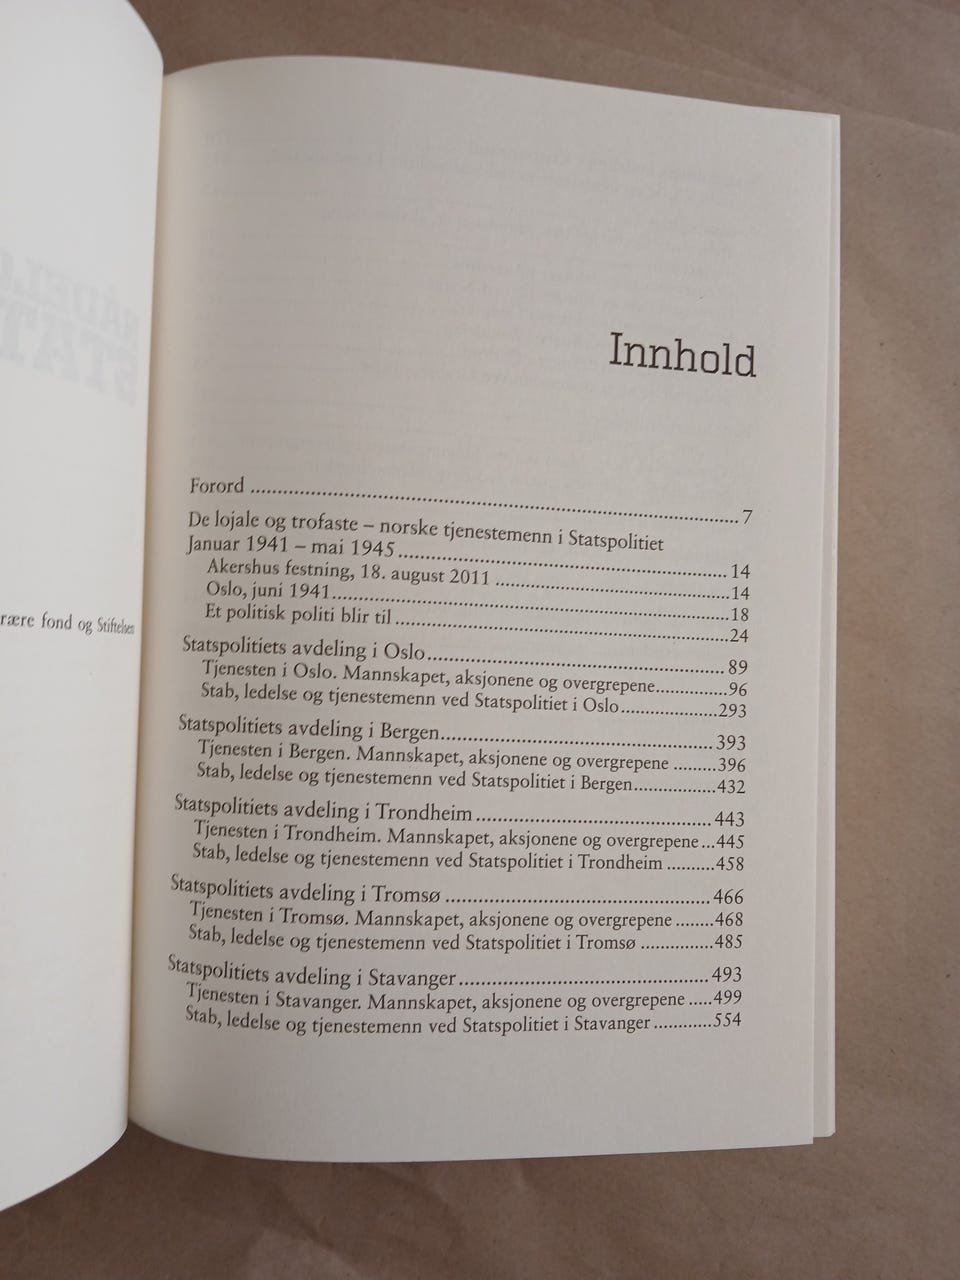 rære fond og Stiftelsen
Innhold
Forord ........ 7
De lojale og trofaste – norske tjenestemenn i Statspolitiet
Januar 1941 – mai 1945 ........ 14
Akershus festning, 18. august 2011 ........ 14
Oslo, juni 1941 ........ 18
Et politisk politi blir til ........ 24
Statspolitiets avdeling i Oslo ........ 89
Tjenesten i Oslo. Mannskapet, aksjonene og overgrepene ........ 96
Stab, ledelse og tjenestemenn ved Statspolitiet i Oslo ........ 293
Statspolitiets avdeling i Bergen ........ 393
Tjenesten i Bergen. Mannskapet, aksjonene og overgrepene ........ 396
Stab, ledelse og tjenestemenn ved Statspolitiet i Bergen ........ 432
Statspolitiets avdeling i Trondheim ........ 443
Tjenesten i Trondheim. Mannskapet, aksjonene og overgrepene ... 445
Stab, ledelse og tjenestemenn ved Statspolitiet i Trondheim ........ 458
Statspolitiets avdeling i Tromsø ........ 466
Tjenesten i Tromsø. Mannskapet, aksjonene og overgrepene ........ 468
Stab, ledelse og tjenestemenn ved Statspolitiet i Tromsø ........ 485
Statspolitiets avdeling i Stavanger ........ 493
Tjenesten i Stavanger. Mannskapet, aksjonene og overgrepene ..... 499
Stab, ledelse og tjenestemenn ved Statspolitiet i Stavanger ........ 554